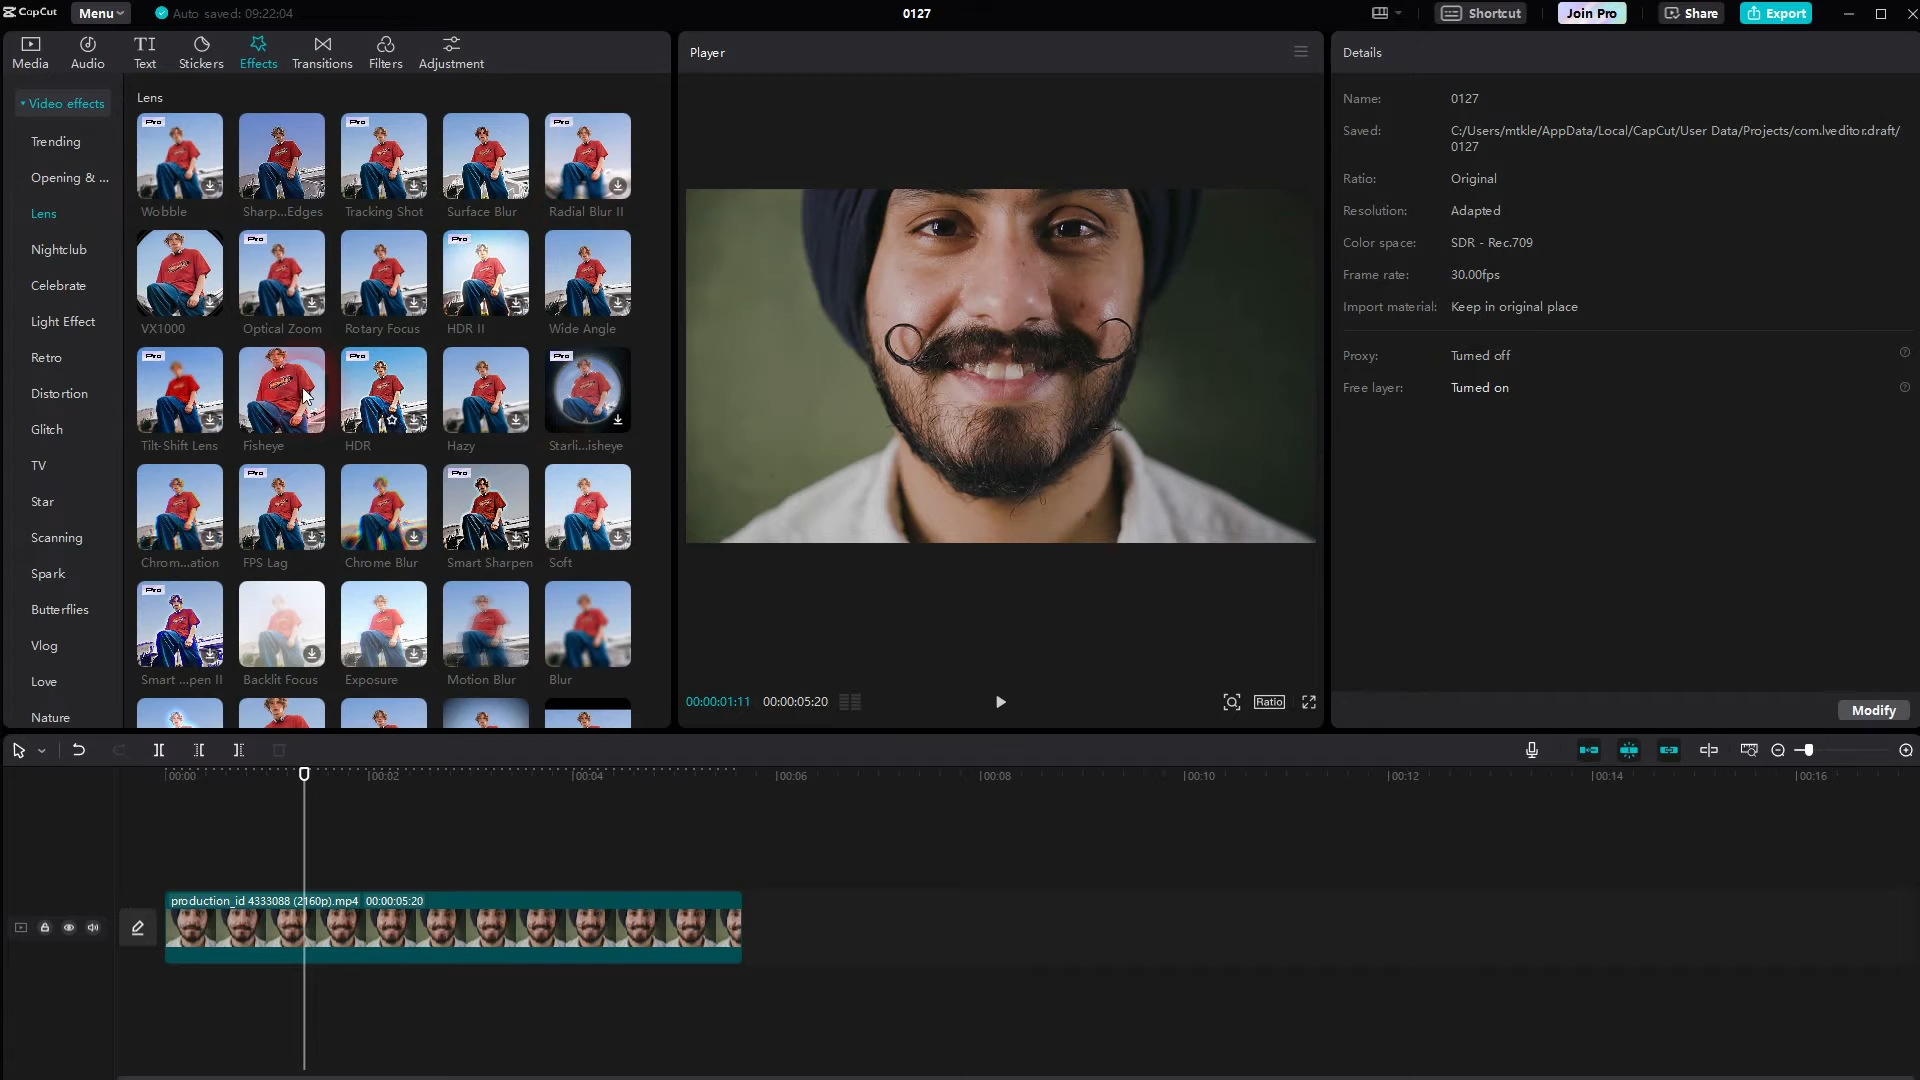 CapCut Menu Auto saved: 09:22:04 0127 Shortcut Join Pro Share Export
Media Audio Text Stickers Effects Transitions Filters Adjustment
Video effects
Trending
Opening & ...
Lens
Nightclub
Celebrate
Light Effect
Retro
Distortion
Glitch
TV
Star
Scanning
Spark
Butterflies
Vlog
Love
Nature
Lens
Pro Pro Pro
Wobble Sharp...Edges Tracking Shot Surface Blur Radial Blur II
Pro Pro
VX1000 Optical Zoom Rotary Focus HDR II Wide Angle
Pro Pro Pro
Tilt-Shift Lens Fisheye HDR Hazy Starli...isheye
Pro Pro
Chrom...ation FPS Lag Chrome Blur Smart Sharpen Soft
Pro
Smart ...pen II Backlit Focus Exposure Motion Blur Blur
Player
00:00:01:11 00:00:05:20 Ratio
Details
Name: 0127
Saved: C:/Users/mtkle/AppData/Local/CapCut/User Data/Projects/com.lveditor.draft/
0127
Ratio: Original
Resolution: Adapted
Color space: SDR - Rec.709
Frame rate: 30.00fps
Import material: Keep in original place
Proxy: Turned off
Free layer: Turned on
Modify
00:00 00:02 00:04 00:06 00:08 00:10 00:12 00:14 00:16
production_id 4333088 (2160p).mp4 00:00:05:20